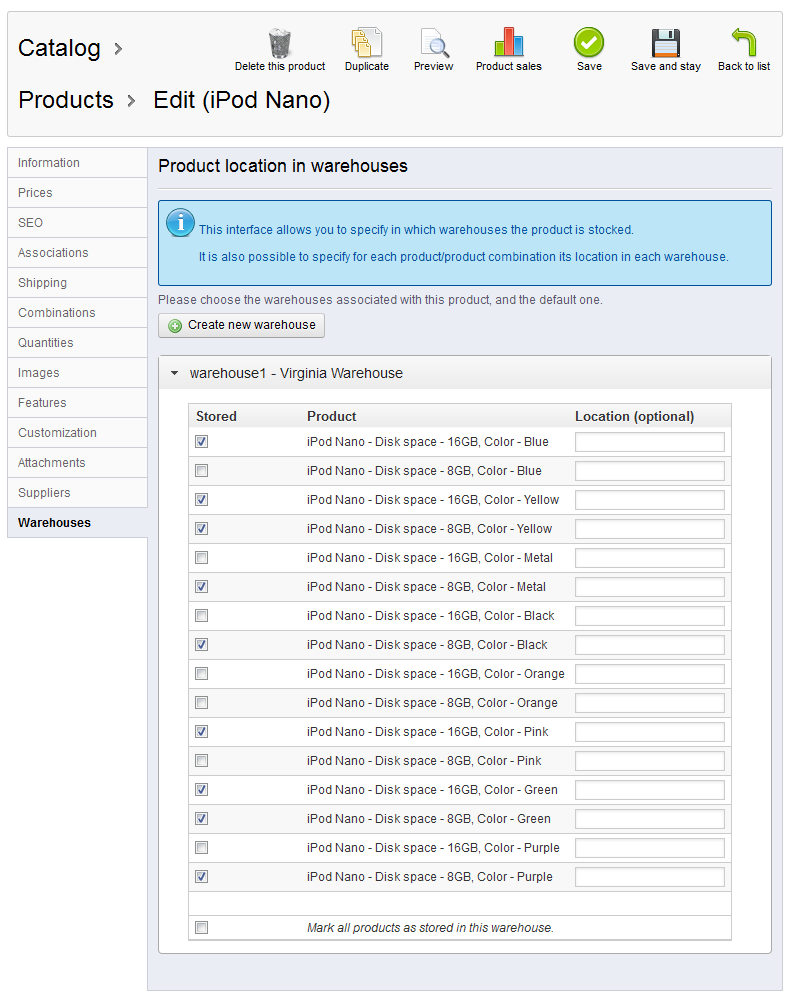 Catalog >
Delete this product Duplicate Preview Product sales Save Save and stay Back to list
Products > Edit (iPod Nano)
Information
Prices
SEO
Associations
Shipping
Combinations
Quantities
Images
Features
Customization
Attachments
Suppliers
Warehouses
Product location in warehouses
This interface allows you to specify in which warehouses the product is stocked.
It is also possible to specify for each product/product combination its location in each warehouse.
Please choose the warehouses associated with this product, and the default one.
Create new warehouse
warehouse1 - Virginia Warehouse
Stored Product Location (optional)
iPod Nano - Disk space - 16GB, Color - Blue
iPod Nano - Disk space - 8GB, Color - Blue
iPod Nano - Disk space - 16GB, Color - Yellow
iPod Nano - Disk space - 8GB, Color - Yellow
iPod Nano - Disk space - 16GB, Color - Metal
iPod Nano - Disk space - 8GB, Color - Metal
iPod Nano - Disk space - 16GB, Color - Black
iPod Nano - Disk space - 8GB, Color - Black
iPod Nano - Disk space - 16GB, Color - Orange
iPod Nano - Disk space - 8GB, Color - Orange
iPod Nano - Disk space - 16GB, Color - Pink
iPod Nano - Disk space - 8GB, Color - Pink
iPod Nano - Disk space - 16GB, Color - Green
iPod Nano - Disk space - 8GB, Color - Green
iPod Nano - Disk space - 16GB, Color - Purple
iPod Nano - Disk space - 8GB, Color - Purple
Mark all products as stored in this warehouse.